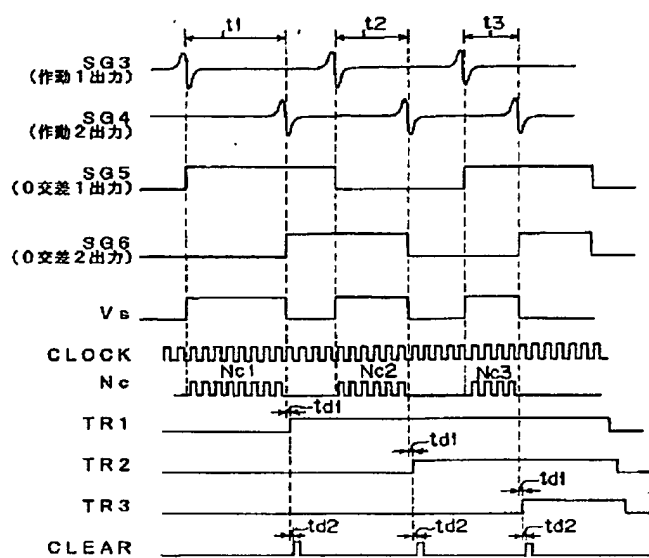 t1 t2 t3
SG3
(作動1出力)
SG4
(作動2出力)
SG5
(0交差1出力)
SG6
(0交差2出力)
Vs
CLOCK
Nc Nc1 Nc2 Nc3
td1
TR1
td1
TR2
td1
TR3
td2 td2 td2
CLEAR